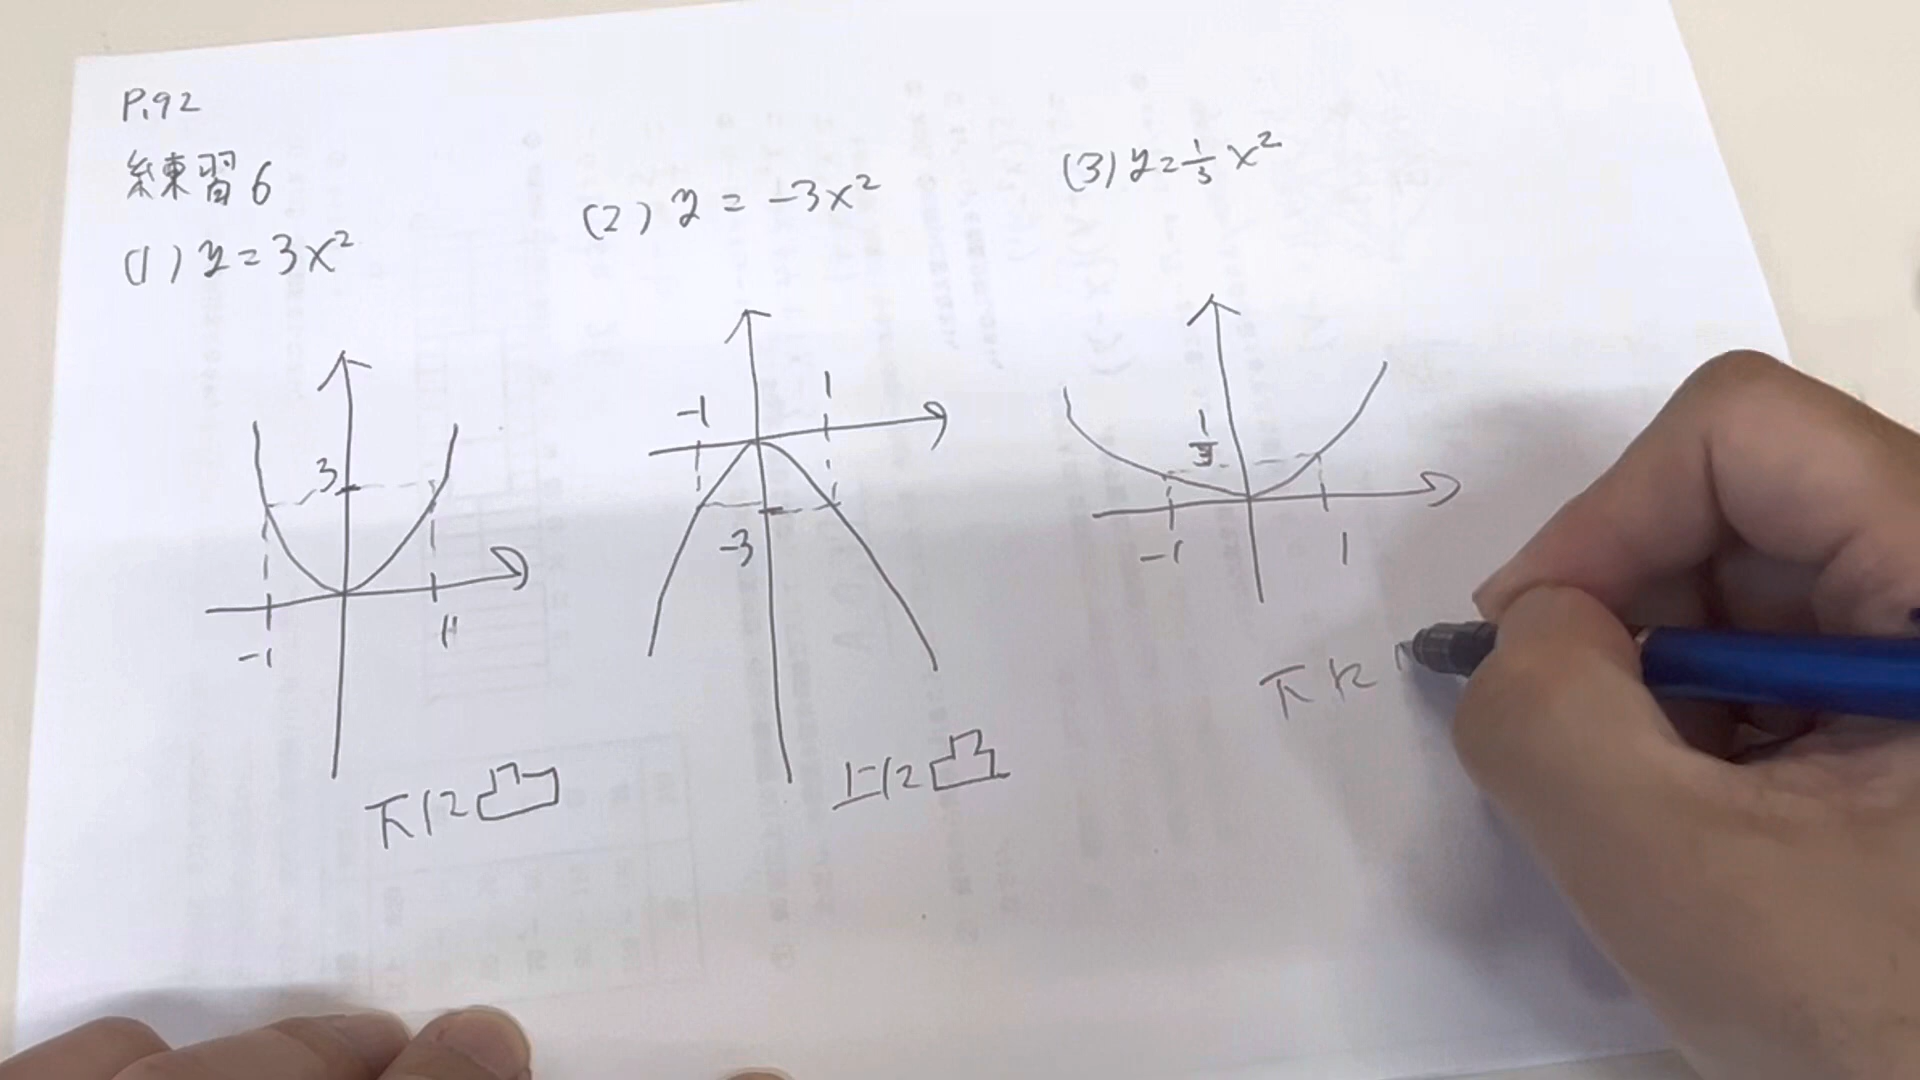 P.92
練習6
(1) y = 3x²
(2) y = -3x²
(3) y = 1/3 x²
3
-1
1
下に凸
-1
1
-3
上に凸
1/3
-1
1
下に